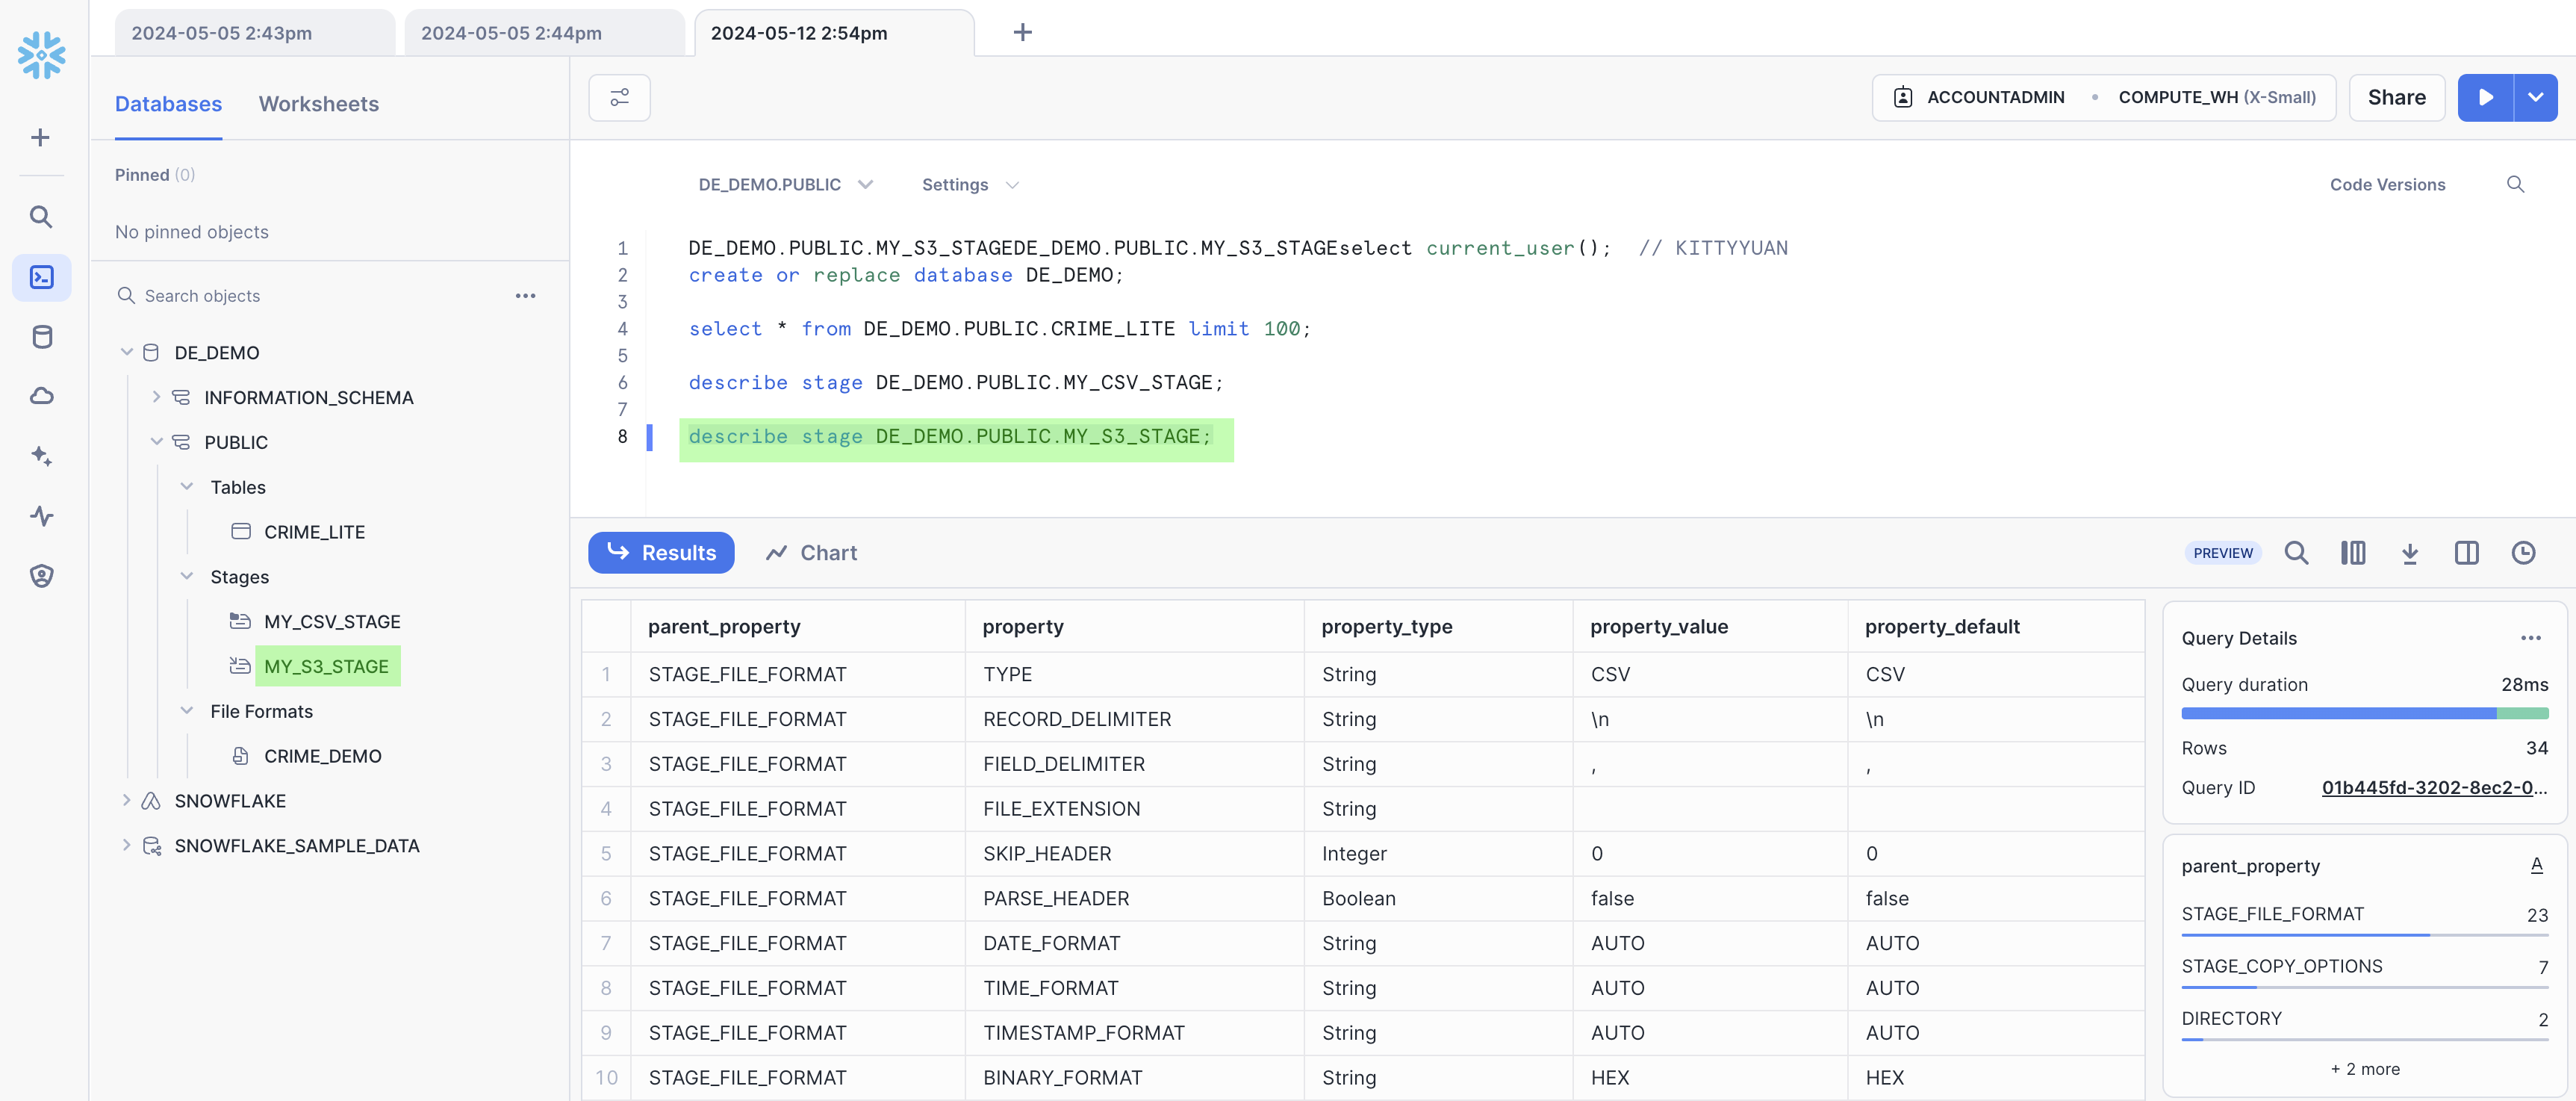 2024-05-05 2:43pm
2024-05-05 2:44pm
2024-05-12 2:54pm
Databases
Worksheets
ACCOUNTADMIN
COMPUTE_WH (X-Small)
Share
Pinned (0)
No pinned objects
Search objects
DE_DEMO
INFORMATION_SCHEMA
PUBLIC
Tables
CRIME_LITE
Stages
MY_CSV_STAGE
MY_S3_STAGE
File Formats
CRIME_DEMO
SNOWFLAKE
SNOWFLAKE_SAMPLE_DATA
DE_DEMO.PUBLIC
Settings
Code Versions
1 DE_DEMO.PUBLIC.MY_S3_STAGEDE_DEMO.PUBLIC.MY_S3_STAGEselect current_user(); // KITTYYUAN
2 create or replace database DE_DEMO;
3
4 select * from DE_DEMO.PUBLIC.CRIME_LITE limit 100;
5
6 describe stage DE_DEMO.PUBLIC.MY_CSV_STAGE;
7
8 describe stage DE_DEMO.PUBLIC.MY_S3_STAGE;
Results
Chart
PREVIEW
parent_property property property_type property_value property_default
1 STAGE_FILE_FORMAT TYPE String CSV CSV
2 STAGE_FILE_FORMAT RECORD_DELIMITER String \n \n
3 STAGE_FILE_FORMAT FIELD_DELIMITER String , ,
4 STAGE_FILE_FORMAT FILE_EXTENSION String
5 STAGE_FILE_FORMAT SKIP_HEADER Integer 0 0
6 STAGE_FILE_FORMAT PARSE_HEADER Boolean false false
7 STAGE_FILE_FORMAT DATE_FORMAT String AUTO AUTO
8 STAGE_FILE_FORMAT TIME_FORMAT String AUTO AUTO
9 STAGE_FILE_FORMAT TIMESTAMP_FORMAT String AUTO AUTO
10 STAGE_FILE_FORMAT BINARY_FORMAT String HEX HEX
Query Details
Query duration 28ms
Rows 34
Query ID 01b445fd-3202-8ec2-0...
parent_property A
STAGE_FILE_FORMAT 23
STAGE_COPY_OPTIONS 7
DIRECTORY 2
+ 2 more